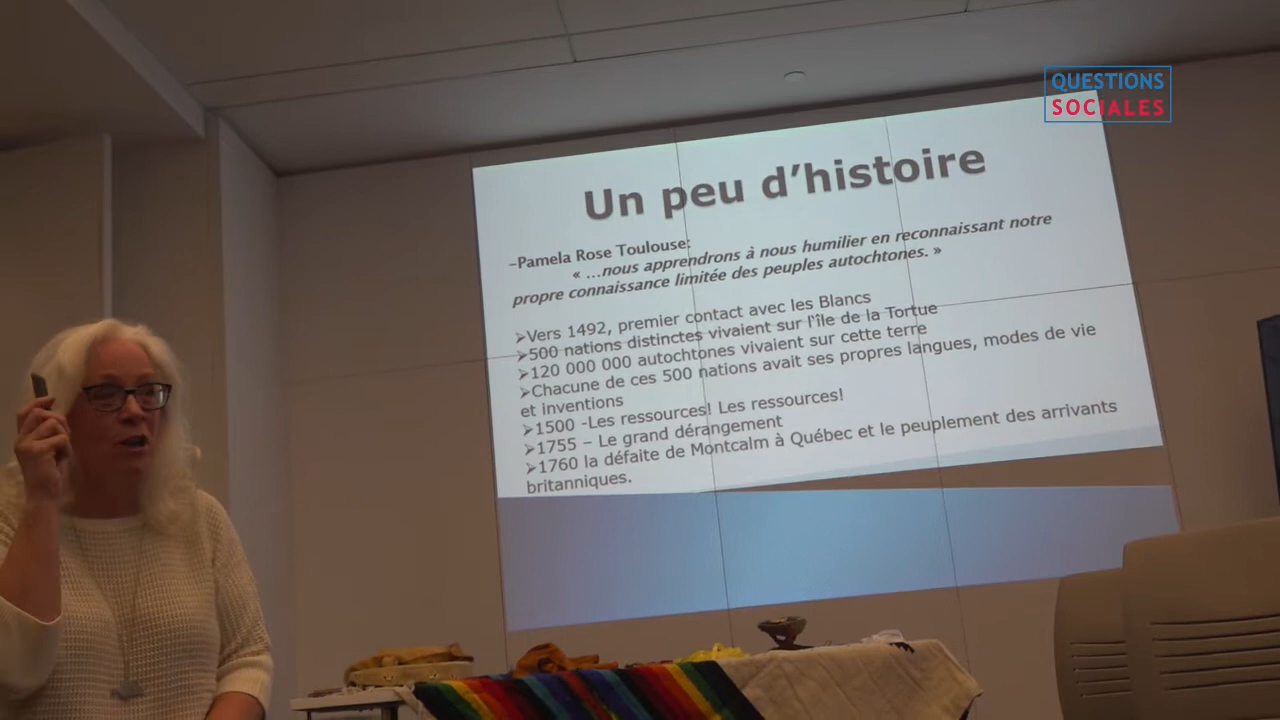 QUESTIONS
SOCIALES
Un peu d'histoire
–Pamela Rose Toulouse:
« ...nous apprendrons à nous humilier en reconnaissant notre
propre connaissance limitée des peuples autochtones. »
➢Vers 1492, premier contact avec les Blancs
➢500 nations distinctes vivaient sur l'île de la Tortue
➢120 000 000 autochtones vivaient sur cette terre
➢Chacune de ces 500 nations avait ses propres langues, modes de vie
et inventions
➢1500 -Les ressources! Les ressources!
➢1755 – Le grand dérangement
➢1760 la défaite de Montcalm à Québec et le peuplement des arrivants
britanniques.